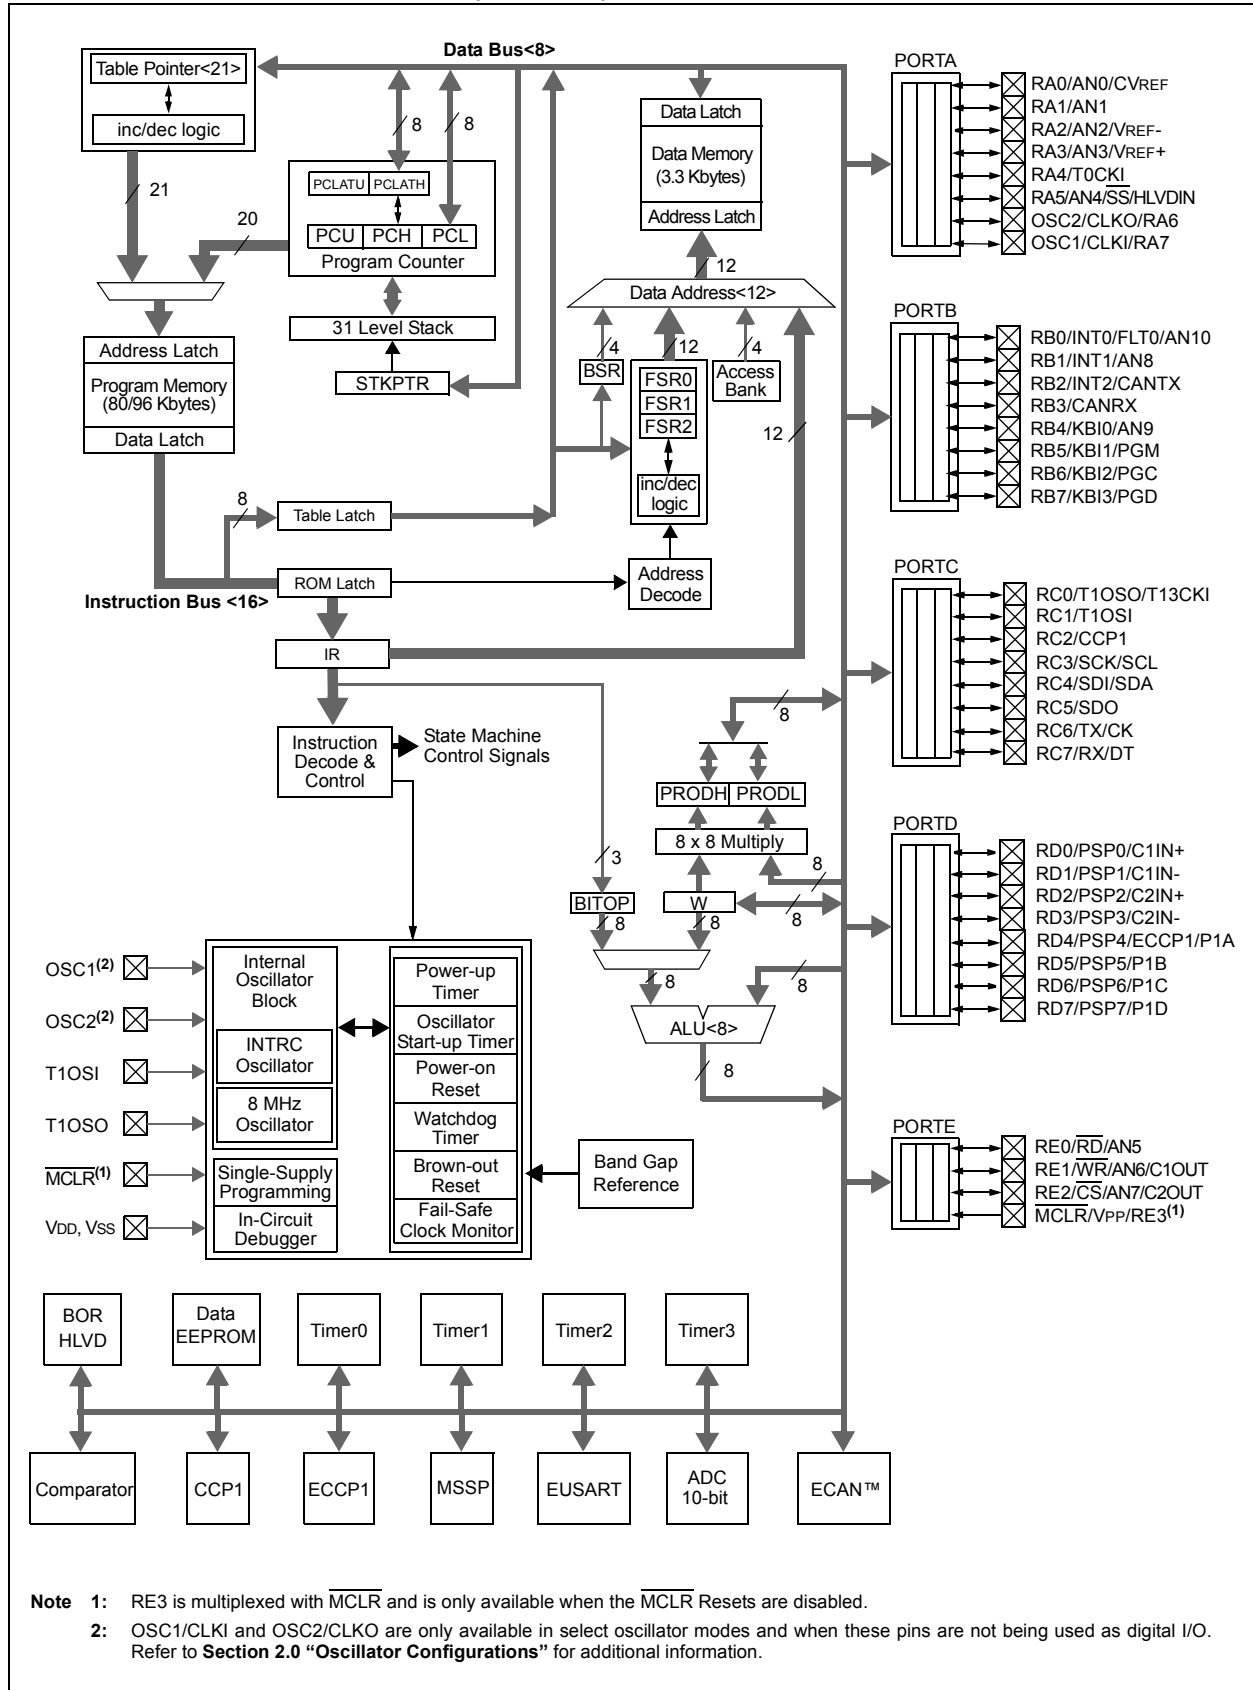 Data Bus<8>
Table Pointer<21>
inc/dec logic
21
20
8
8
PCLATU
PCLATH
PCU
PCH
PCL
Program Counter
31 Level Stack
STKPTR
Address Latch
Program Memory
(80/96 Kbytes)
Data Latch
8
Table Latch
ROM Latch
Instruction Bus <16>
IR
Instruction
Decode &
Control
State Machine
Control Signals
Data Latch
Data Memory
(3.3 Kbytes)
Address Latch
12
Data Address<12>
4
12
4
BSR
FSR0
FSR1
FSR2
inc/dec
logic
Access
Bank
12
Address
Decode
8
PRODH
PRODL
8 x 8 Multiply
3
8
BITOP
W
8
8
8
8
8
ALU<8>
8
PORTA
RA0/AN0/CVREF
RA1/AN1
RA2/AN2/VREF-
RA3/AN3/VREF+
RA4/T0CKI
RA5/AN4/SS/HLVDIN
OSC2/CLKO/RA6
OSC1/CLKI/RA7
PORTB
RB0/INT0/FLT0/AN10
RB1/INT1/AN8
RB2/INT2/CANTX
RB3/CANRX
RB4/KBI0/AN9
RB5/KBI1/PGM
RB6/KBI2/PGC
RB7/KBI3/PGD
PORTC
RC0/T1OSO/T13CKI
RC1/T1OSI
RC2/CCP1
RC3/SCK/SCL
RC4/SDI/SDA
RC5/SDO
RC6/TX/CK
RC7/RX/DT
PORTD
RD0/PSP0/C1IN+
RD1/PSP1/C1IN-
RD2/PSP2/C2IN+
RD3/PSP3/C2IN-
RD4/PSP4/ECCP1/P1A
RD5/PSP5/P1B
RD6/PSP6/P1C
RD7/PSP7/P1D
PORTE
RE0/RD/AN5
RE1/WR/AN6/C1OUT
RE2/CS/AN7/C2OUT
MCLR/VPP/RE3(1)
OSC1(2)
OSC2(2)
T1OSI
T1OSO
MCLR(1)
VDD, VSS
Internal
Oscillator
Block
INTRC
Oscillator
8 MHz
Oscillator
Single-Supply
Programming
In-Circuit
Debugger
Power-up
Timer
Oscillator
Start-up Timer
Power-on
Reset
Watchdog
Timer
Brown-out
Reset
Fail-Safe
Clock Monitor
Band Gap
Reference
BOR
HLVD
Data
EEPROM
Timer0
Timer1
Timer2
Timer3
Comparator
CCP1
ECCP1
MSSP
EUSART
ADC
10-bit
ECAN™
Note 1: RE3 is multiplexed with MCLR and is only available when the MCLR Resets are disabled.
2: OSC1/CLKI and OSC2/CLKO are only available in select oscillator modes and when these pins are not being used as digital I/O.
Refer to Section 2.0 “Oscillator Configurations” for additional information.